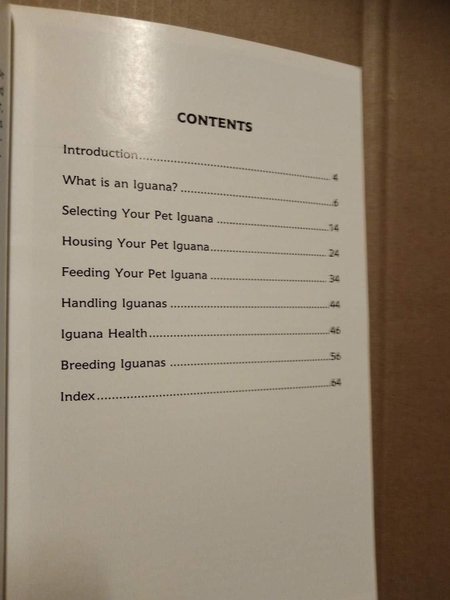 CONTENTS
Introduction 4
What is an Iguana? 6
Selecting Your Pet Iguana 14
Housing Your Pet Iguana 24
Feeding Your Pet Iguana 34
Handling Iguanas 44
Iguana Health 46
Breeding Iguanas 56
Index 64